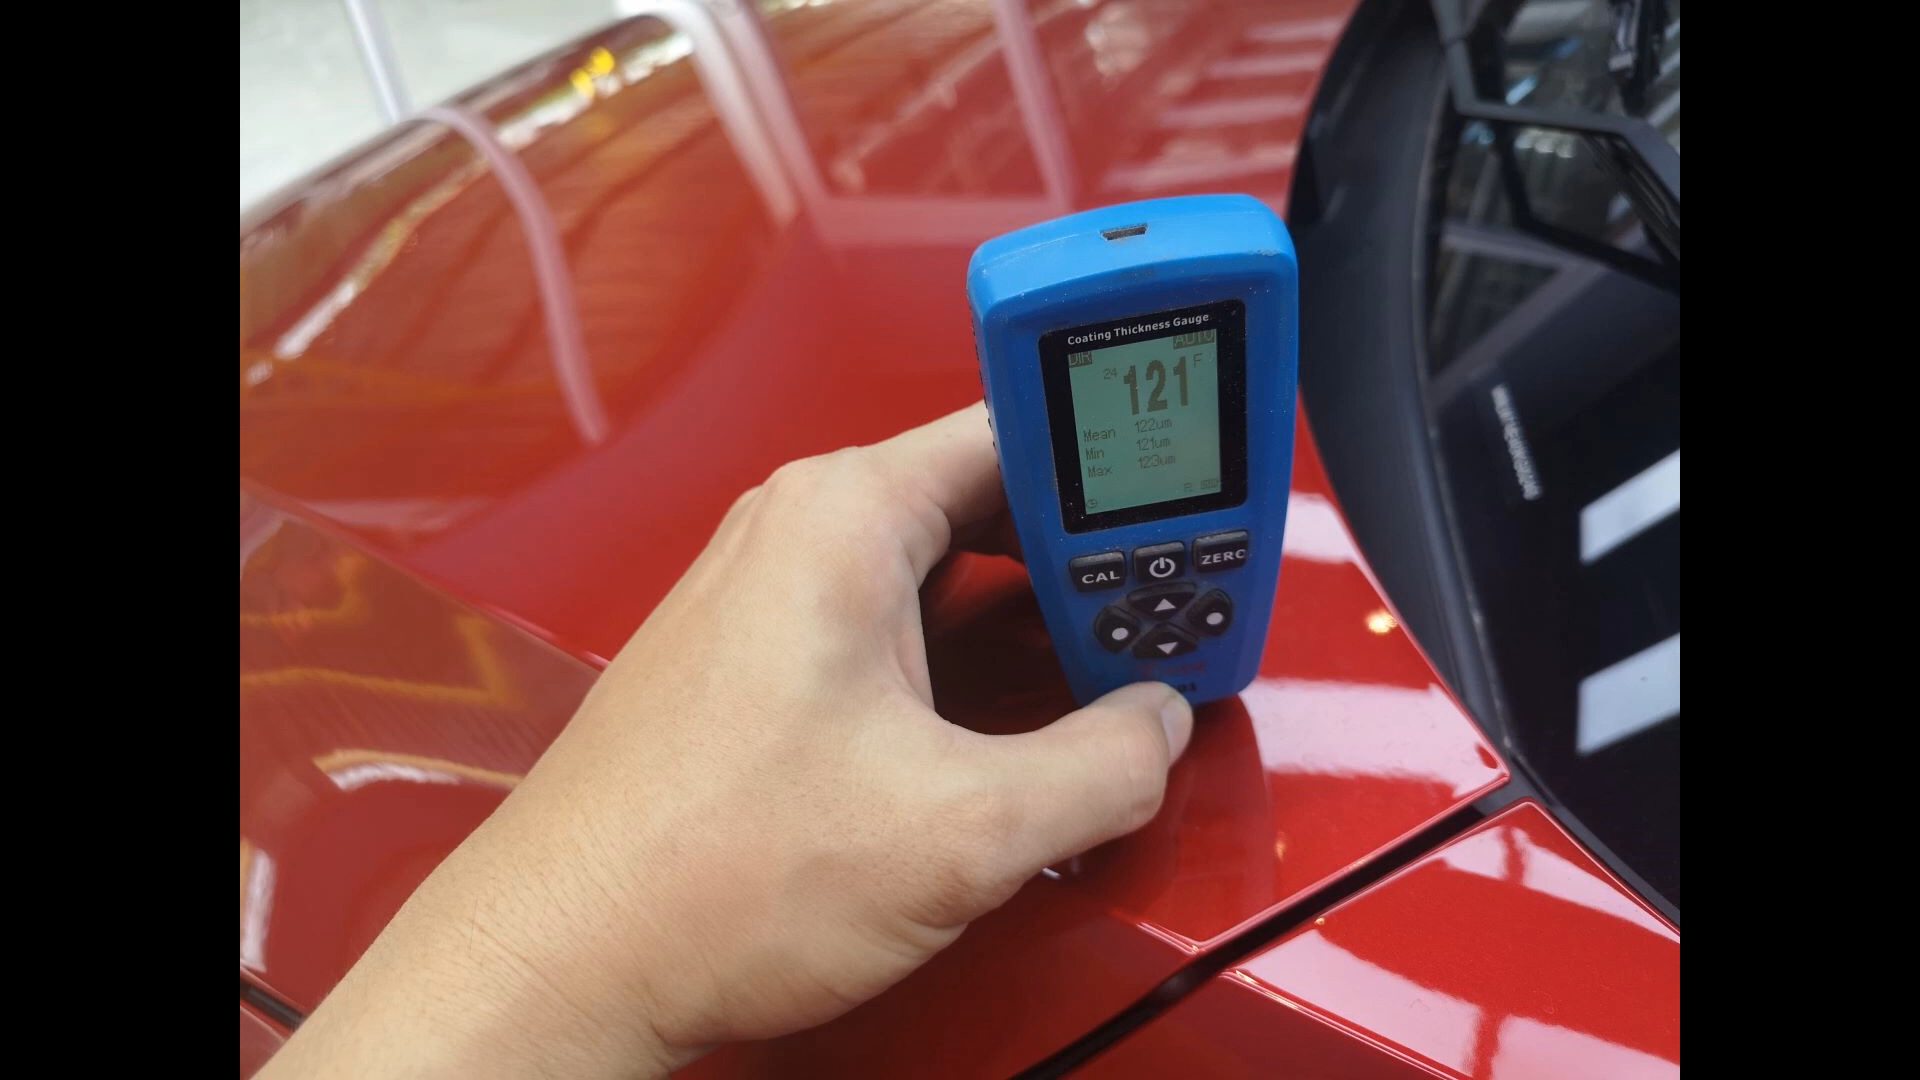 Coating Thickness Gauge
DIR AUTO
24 121 F
Mean 122um
Min 121um
Max 123um
CAL ZERO